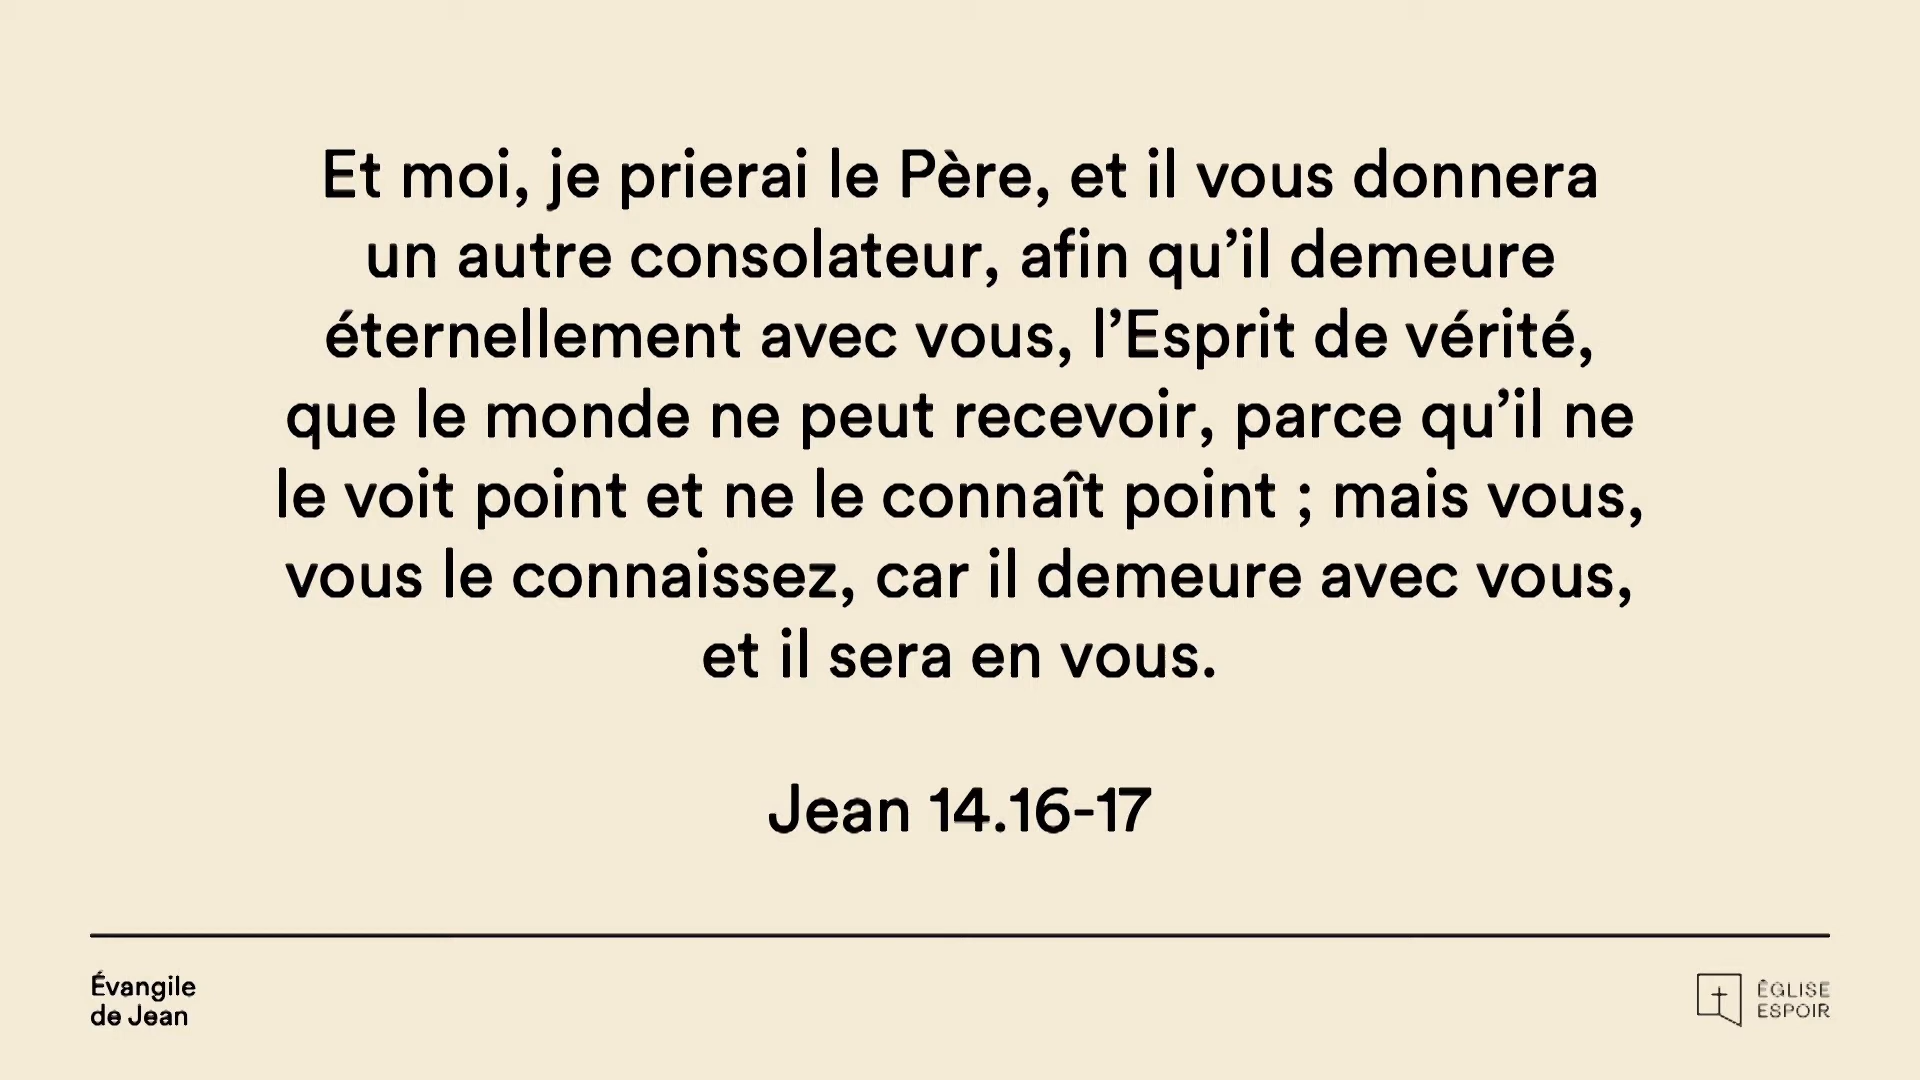 Et moi, je prierai le Père, et il vous donnera
un autre consolateur, afin qu’il demeure
éternellement avec vous, l’Esprit de vérité,
que le monde ne peut recevoir, parce qu’il ne
le voit point et ne le connaît point ; mais vous,
vous le connaissez, car il demeure avec vous,
et il sera en vous.
Jean 14.16-17
Évangile
de Jean
ÉGLISE
ESPOIR